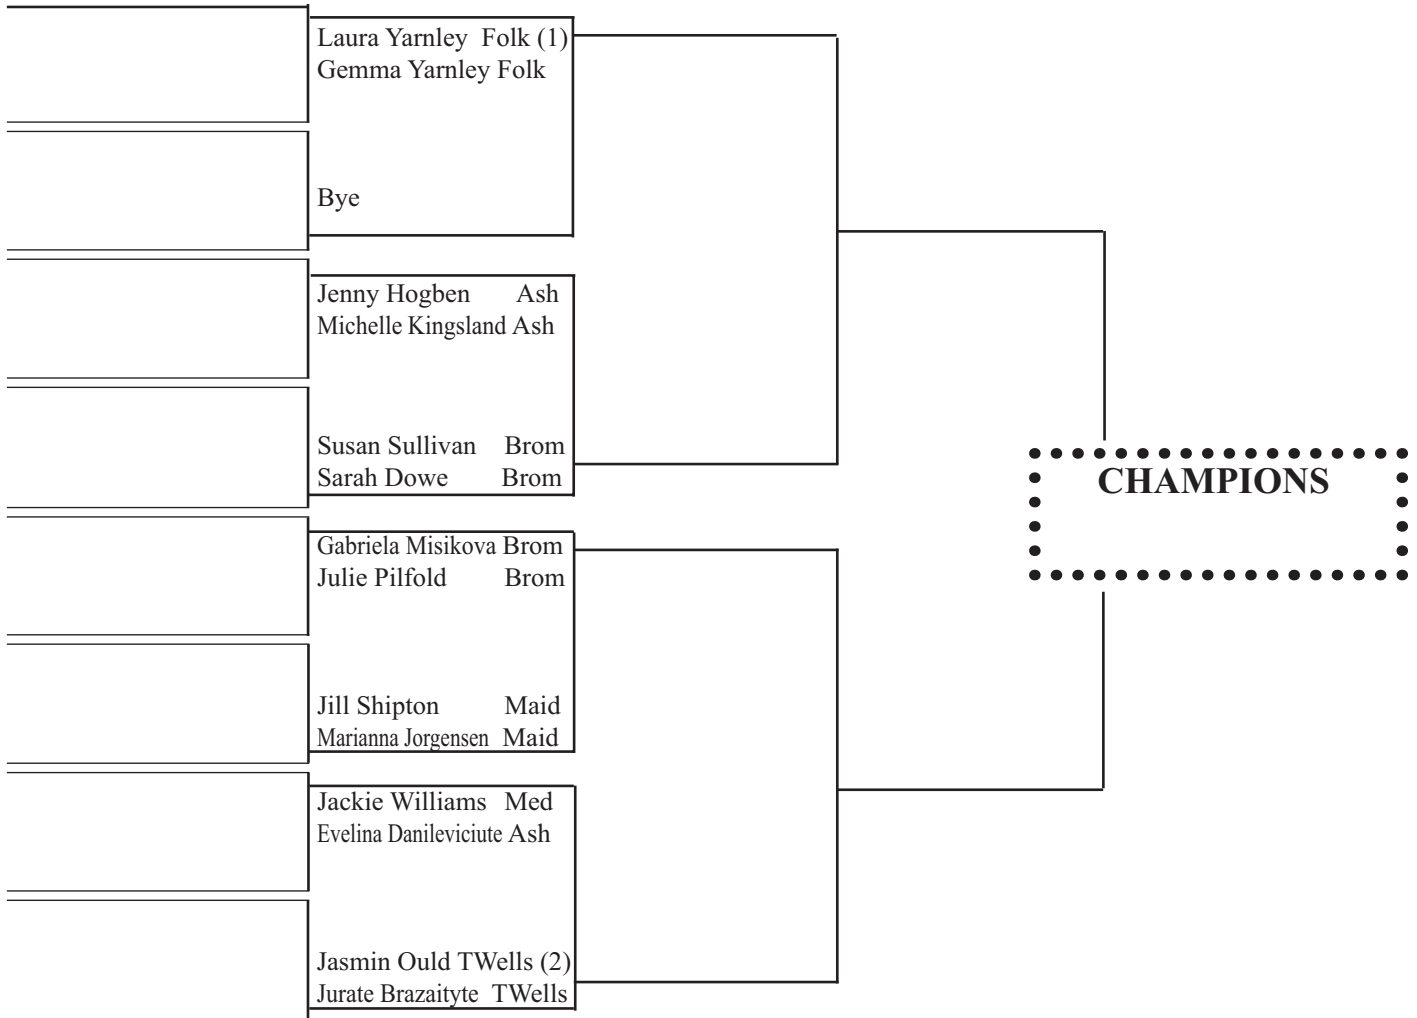 Laura Yarnley Folk (1)
Gemma Yarnley Folk
Bye
Jenny Hogben Ash
Michelle Kingsland Ash
Susan Sullivan Brom
Sarah Dowe Brom
CHAMPIONS
Gabriela Misikova Brom
Julie Pilfold Brom
Jill Shipton Maid
Marianna Jorgensen Maid
Jackie Williams Med
Evelina Danileviciute Ash
Jasmin Ould TWells (2)
Jurate Brazaityte TWells